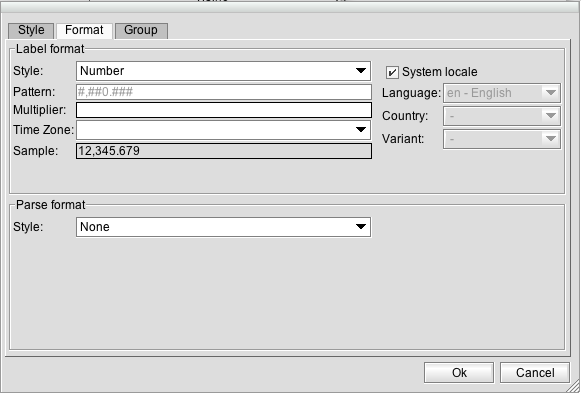 Style Format Group
Label format
Style: Number
System locale
Pattern: #,##0.###
Language: en - English
Multiplier:
Country: -
Time Zone:
Variant: -
Sample: 12,345.679
Parse format
Style: None
Ok Cancel